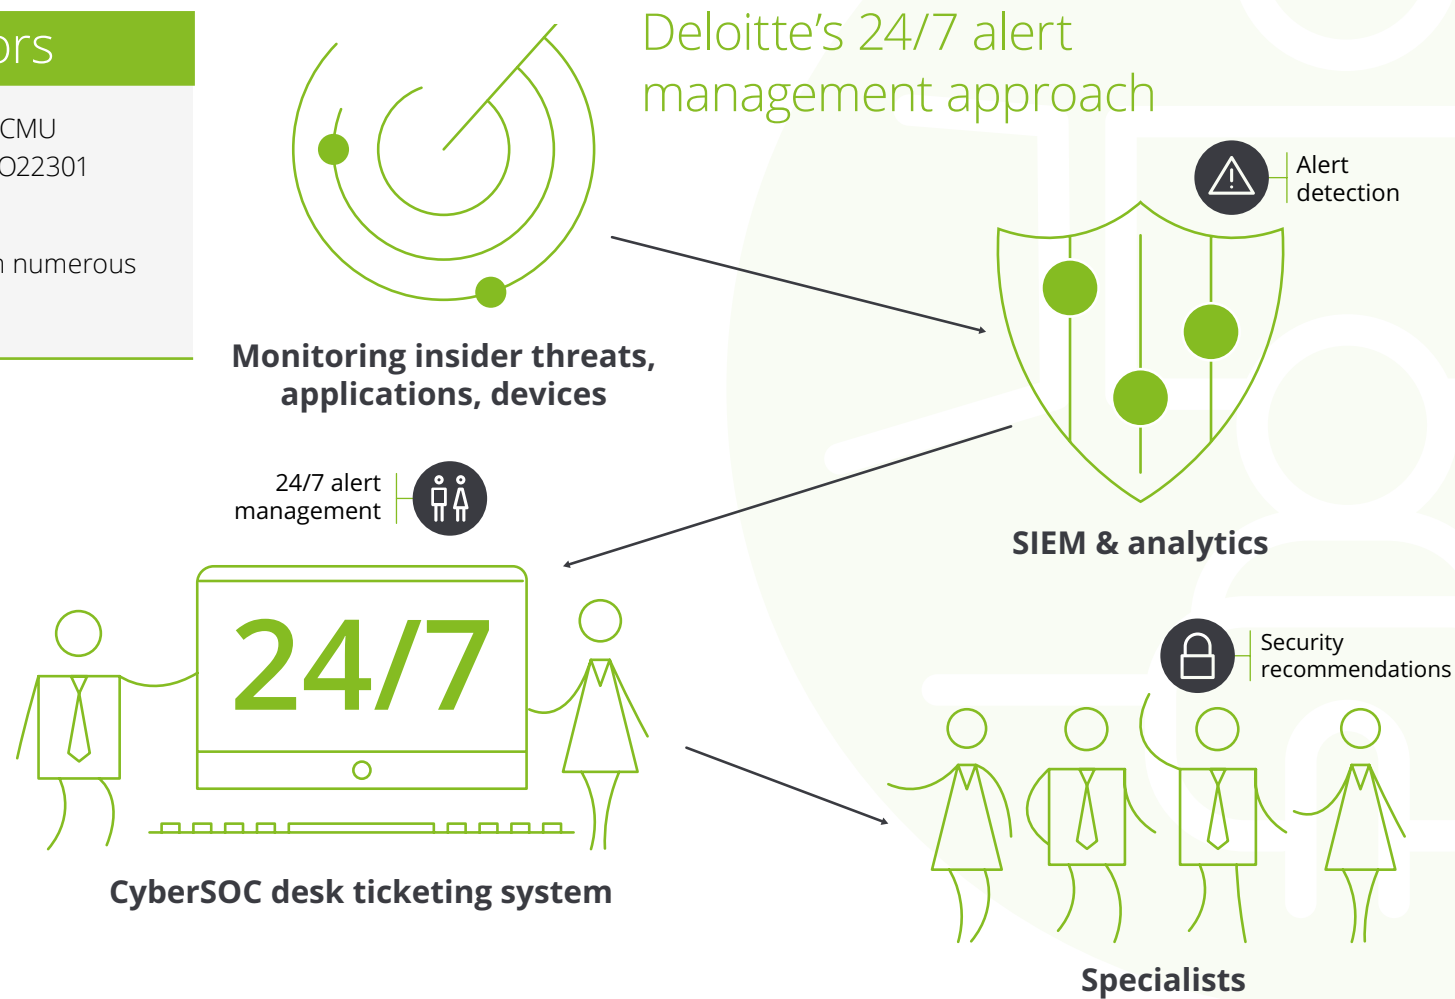 ors
CMU
O22301
n numerous
Deloitte’s 24/7 alert
management approach
Alert
detection
Monitoring insider threats,
applications, devices
SIEM & analytics
24/7 alert
management
24/7
CyberSOC desk ticketing system
Security
recommendations
Specialists